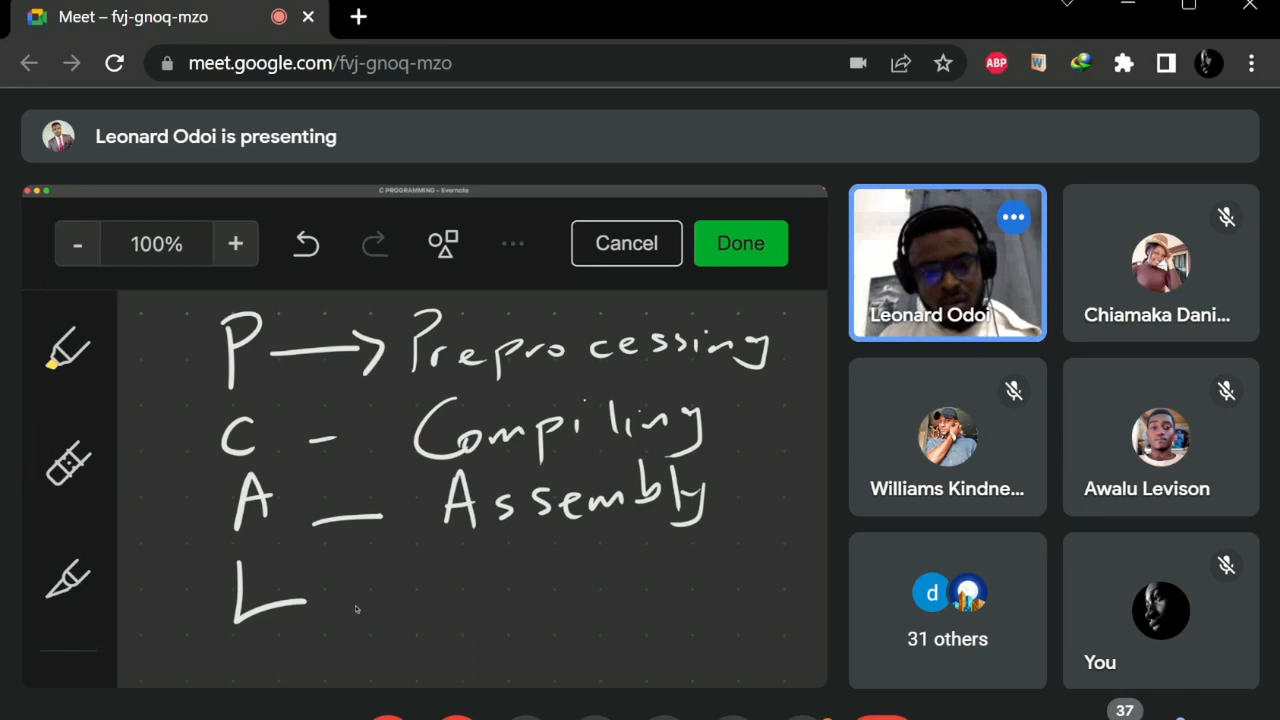 Meet – fvj-gnoq-mzo
meet.google.com/fvj-gnoq-mzo
ABP
W
Leonard Odoi is presenting
C PROGRAMMING - Evernote
- 100% +
Cancel
Done
P → Preprocessing
C - Compiling
A — Assembly
L
Leonard Odoi
Chiamaka Dani...
Williams Kindne...
Awalu Levison
d
31 others
You
37